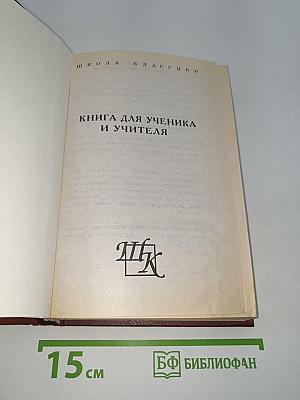 ШКОЛА КЛАССИКИ
КНИГА ДЛЯ УЧЕНИКА
И УЧИТЕЛЯ
ШК
15 см
БФ БИБЛИОФАН